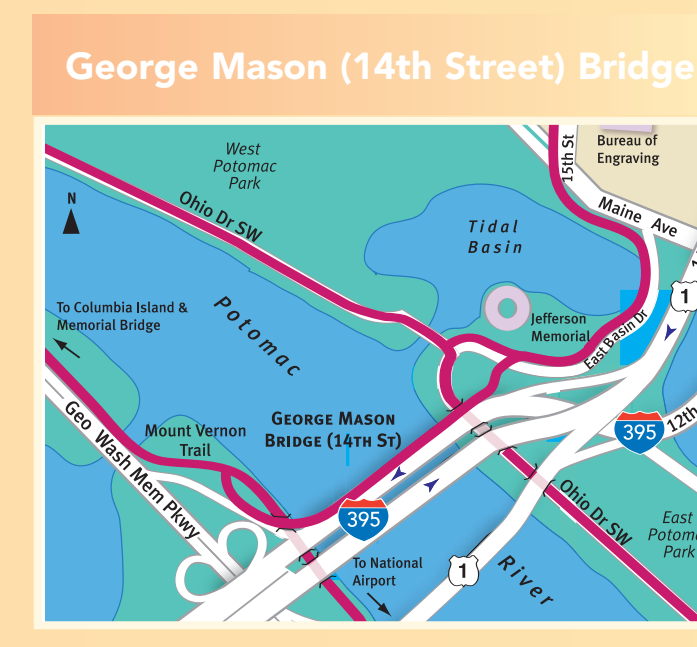 George Mason (14th Street) Bridge
West
Potomac
Park
15th St
Bureau of
Engraving
N
Ohio Dr SW
Maine Ave
Tidal
Basin
1
To Columbia Island &
Memorial Bridge
Potomac
Jefferson
Memorial
East Basin Dr
Geo Wash Mem Pkwy
Mount Vernon
Trail
George Mason
Bridge (14th St)
395
12th
395
Ohio Dr SW
East
Potom
Park
To National
Airport
1
River